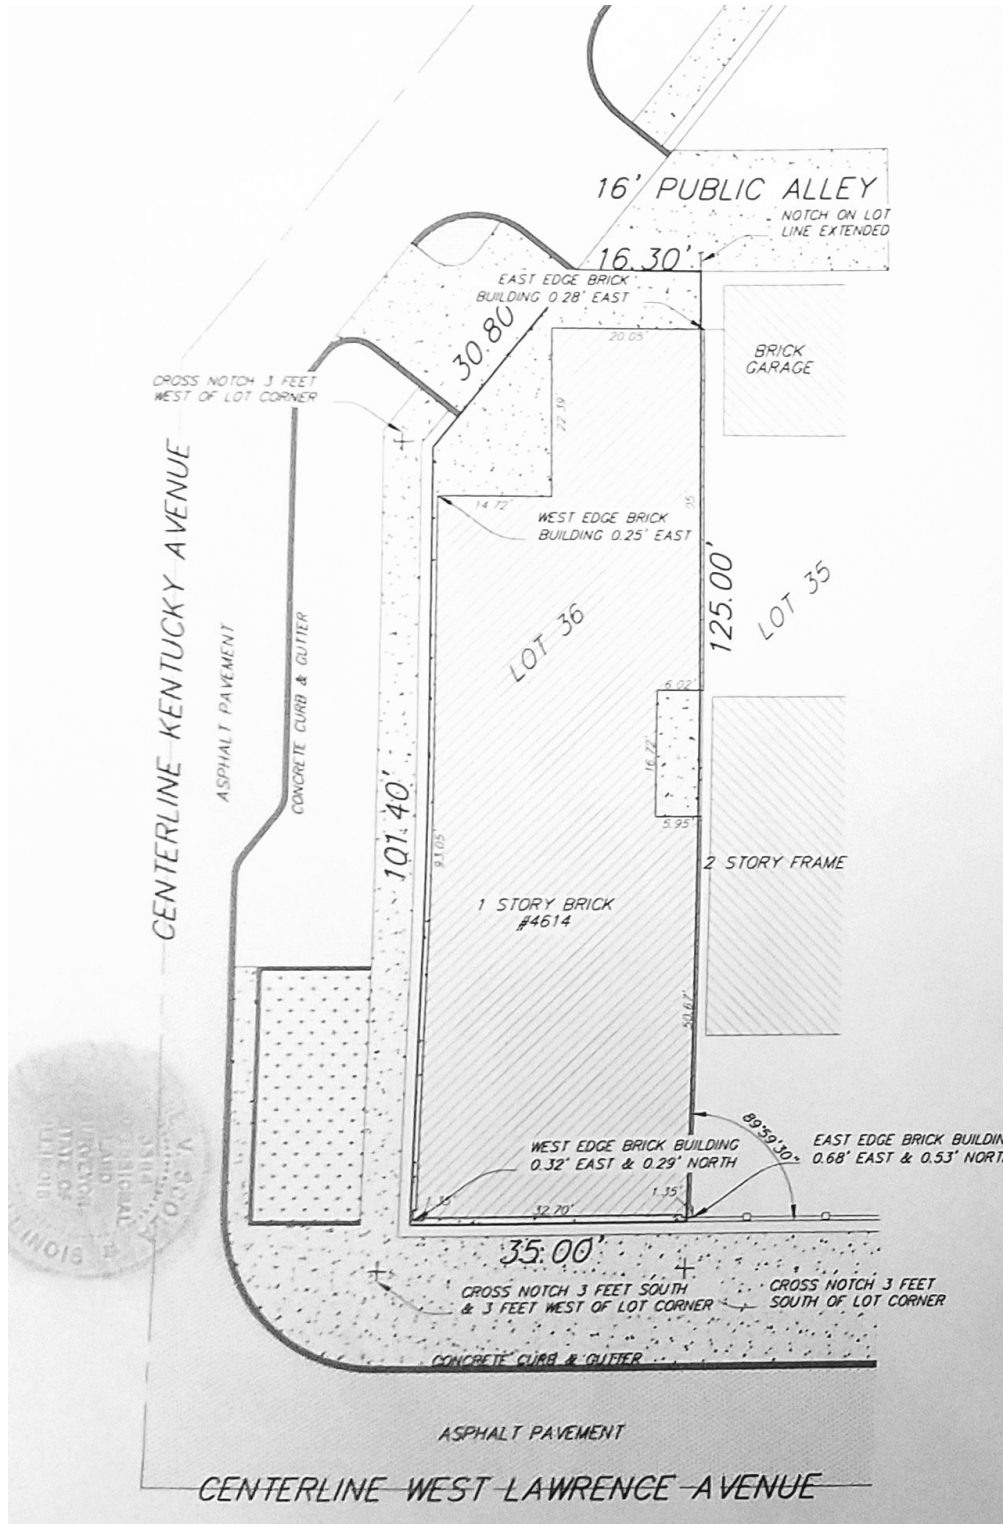 16' PUBLIC ALLEY
NOTCH ON LOT
LINE EXTENDED
16.30'
EAST EDGE BRICK
BUILDING 0.28' EAST
30.80
20.05'
BRICK
GARAGE
CROSS NOTCH 3 FEET
WEST OF LOT CORNER
22.39
14.72'
WEST EDGE BRICK
BUILDING 0.25' EAST
CENTERLINE KENTUCKY AVENUE
ASPHALT PAVEMENT
CONCRETE CURB & GUTTER
LOT 36
125.00'
LOT 35
6.02'
16.72'
5.95'
101.40'
93.05'
2 STORY FRAME
1 STORY BRICK
#4614
50.67'
89°59'30"
WEST EDGE BRICK BUILDING
0.32' EAST & 0.29' NORTH
EAST EDGE BRICK BUILDIN
0.68' EAST & 0.53' NORT
1.35'
32.70'
35.00'
CROSS NOTCH 3 FEET SOUTH
& 3 FEET WEST OF LOT CORNER
CROSS NOTCH 3 FEET
SOUTH OF LOT CORNER
CONCRETE CURB & GUTTER
ASPHALT PAVEMENT
CENTERLINE WEST LAWRENCE AVENUE